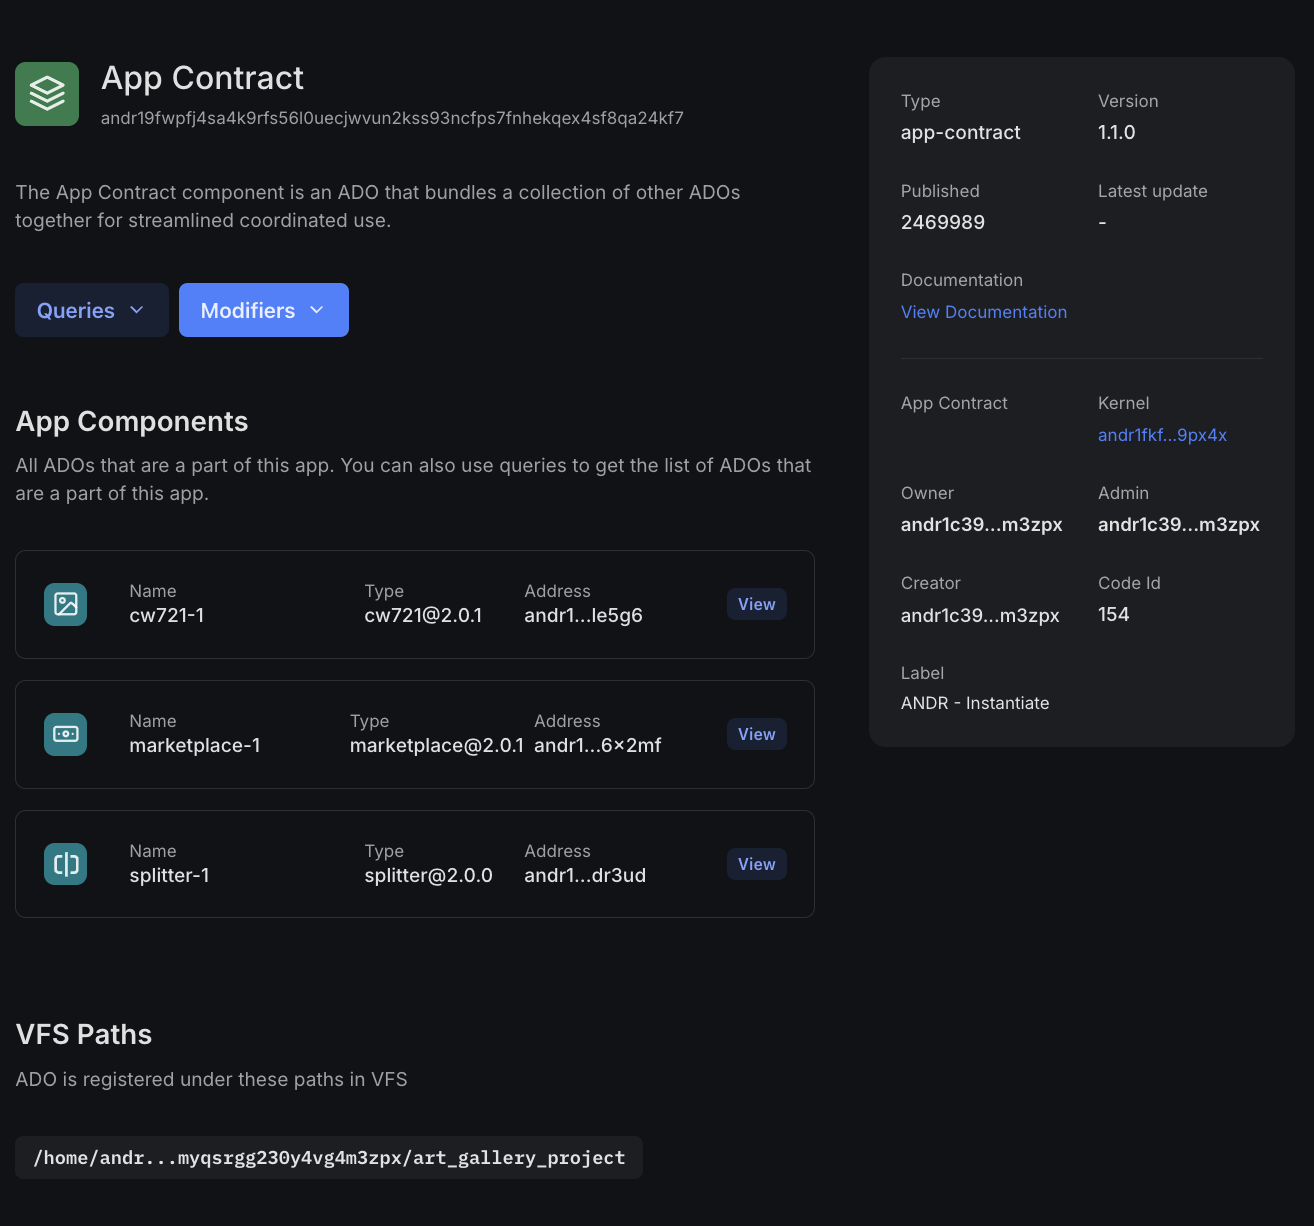 App Contract
andr19fwpfj4sa4k9rfs56l0uecjwvun2kss93ncfps7fnhekqex4sf8qa24kf7
The App Contract component is an ADO that bundles a collection of other ADOs
together for streamlined coordinated use.
Queries
Modifiers
App Components
All ADOs that are a part of this app. You can also use queries to get the list of ADOs that
are a part of this app.
Name Type Address
cw721-1 cw721@2.0.1 andr1...le5g6 View
Name Type Address
marketplace-1 marketplace@2.0.1 andr1...6×2mf View
Name Type Address
splitter-1 splitter@2.0.0 andr1...dr3ud View
VFS Paths
ADO is registered under these paths in VFS
/home/andr...myqsrgg230y4vg4m3zpx/art_gallery_project
Type Version
app-contract 1.1.0
Published Latest update
2469989 -
Documentation
View Documentation
App Contract Kernel
andr1fkf...9px4x
Owner Admin
andr1c39...m3zpx andr1c39...m3zpx
Creator Code Id
andr1c39...m3zpx 154
Label
ANDR - Instantiate